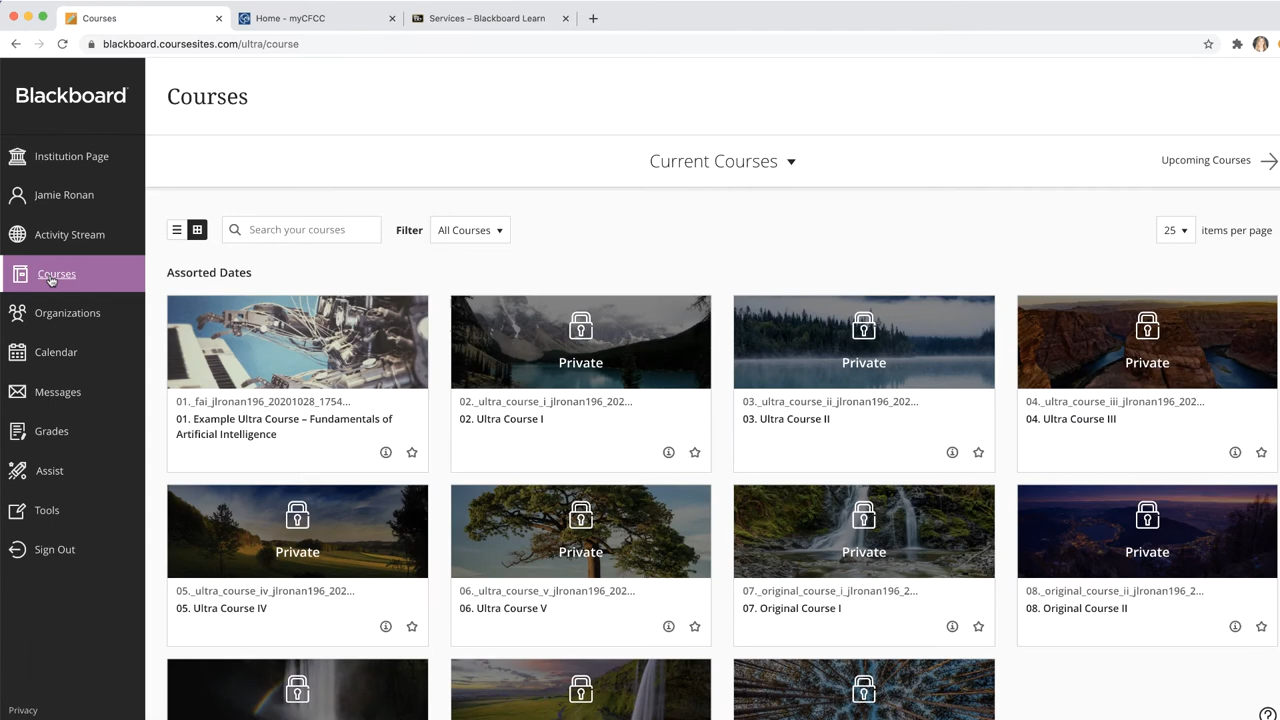 Courses
Home - myCFCC
Services – Blackboard Learn
blackboard.coursesites.com/ultra/course
Blackboard
Institution Page
Jamie Ronan
Activity Stream
Courses
Organizations
Calendar
Messages
Grades
Assist
Tools
Sign Out
Privacy
Courses
Current Courses
Upcoming Courses
Search your courses
Filter
All Courses
25
items per page
Assorted Dates
01._fai_jlronan196_20201028_1754...
01. Example Ultra Course – Fundamentals of
Artificial Intelligence
Private
02._ultra_course_i_jlronan196_202...
02. Ultra Course I
Private
03._ultra_course_ii_jlronan196_202...
03. Ultra Course II
Private
04._ultra_course_iii_jlronan196_202...
04. Ultra Course III
Private
05._ultra_course_iv_jlronan196_202...
05. Ultra Course IV
Private
06._ultra_course_v_jlronan196_202...
06. Ultra Course V
Private
07._original_course_i_jlronan196_2...
07. Original Course I
Private
08._original_course_ii_jlronan196_2...
08. Original Course II